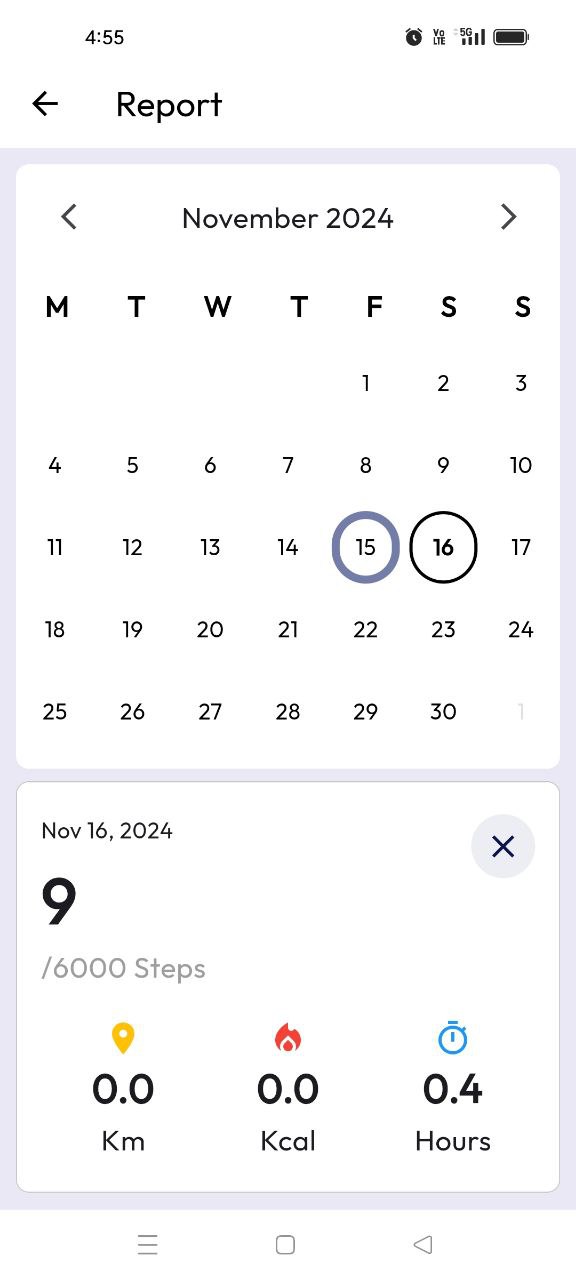 4:55 Vo LTE 5G
Report
November 2024
M T W T F S S
1 2 3
4 5 6 7 8 9 10
11 12 13 14 15 16 17
18 19 20 21 22 23 24
25 26 27 28 29 30 1
Nov 16, 2024
9
/6000 Steps
0.0 0.0 0.4
Km Kcal Hours